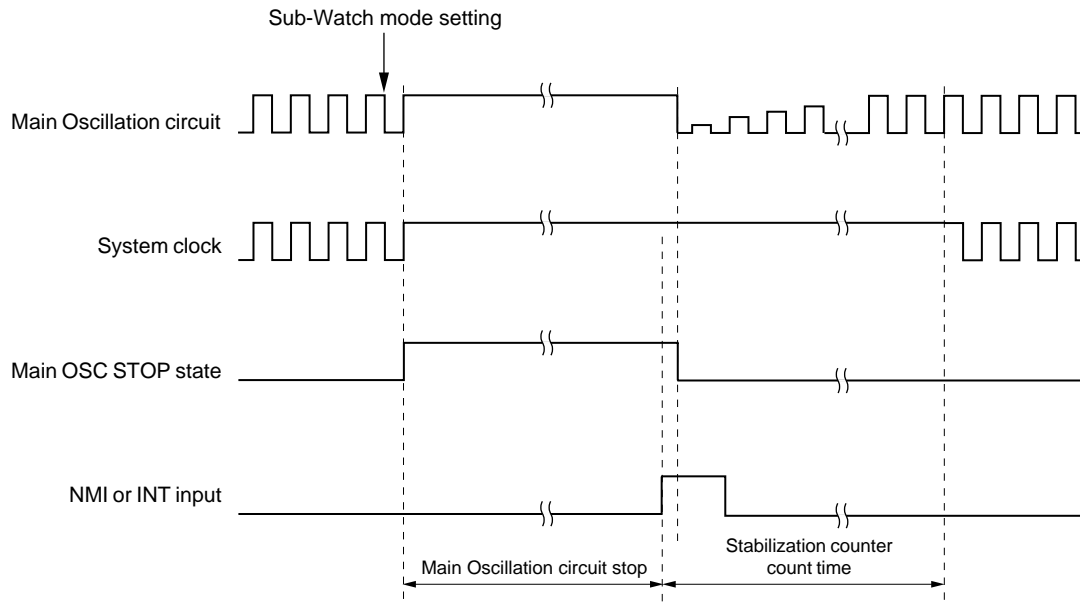 Sub-Watch mode setting
Main Oscillation circuit
System clock
Main OSC STOP state
NMI or INT input
Main Oscillation circuit stop
Stabilization counter
count time